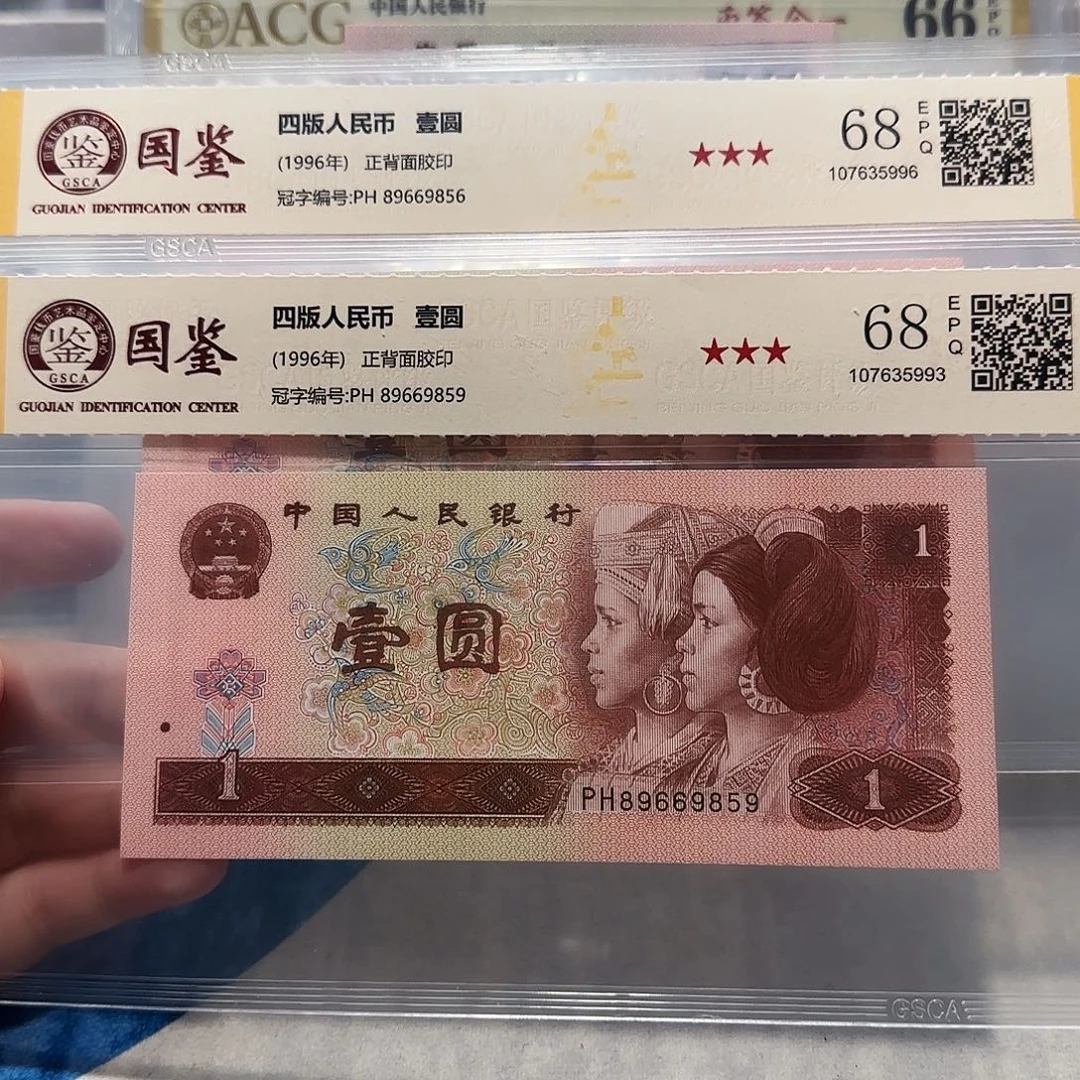 ACG
中国人民银行
66
GSCA
鉴
GSCA
国鉴
GUOJIAN IDENTIFICATION CENTER
四版人民币 壹圆
(1996年) 正背面胶印
冠字编号:PH 89669856
★★★
68
EPQ
107635996
GSCA
鉴
GSCA
国鉴
GUOJIAN IDENTIFICATION CENTER
四版人民币 壹圆
(1996年) 正背面胶印
冠字编号:PH 89669859
★★★
68
EPQ
107635993
中国人民银行
1
壹圆
1
PH89669859
1
GSCA